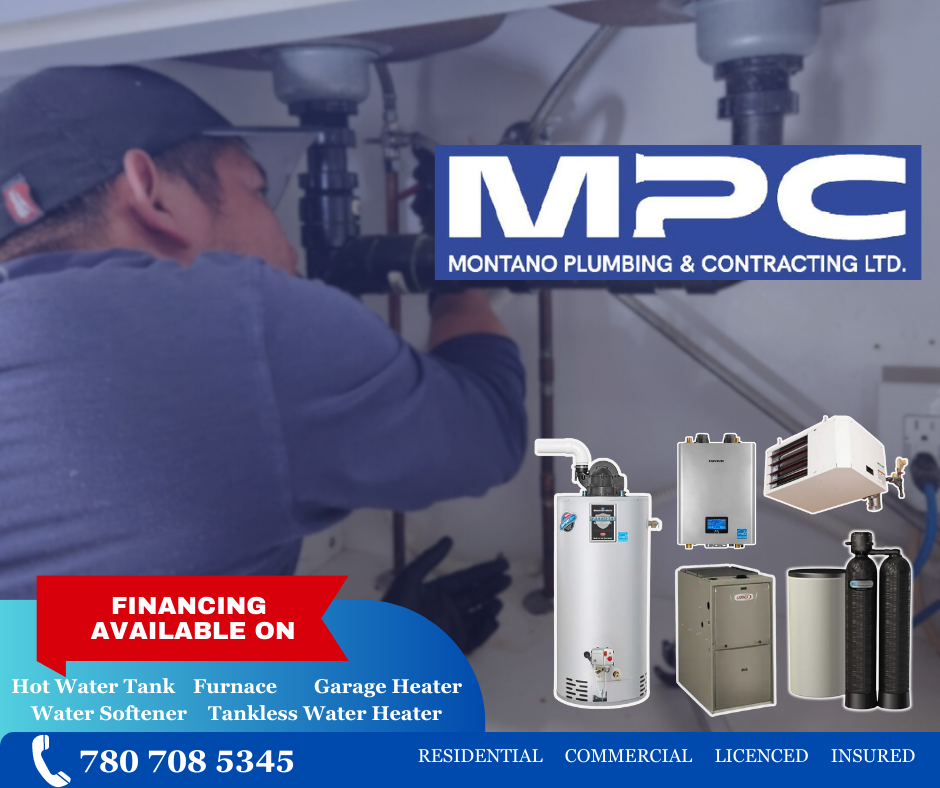 MPC
MONTANO PLUMBING & CONTRACTING LTD.
LENNOX
FINANCING
AVAILABLE ON
Hot Water Tank Furnace Garage Heater
Water Softener Tankless Water Heater
780 708 5345
RESIDENTIAL COMMERCIAL LICENCED INSURED